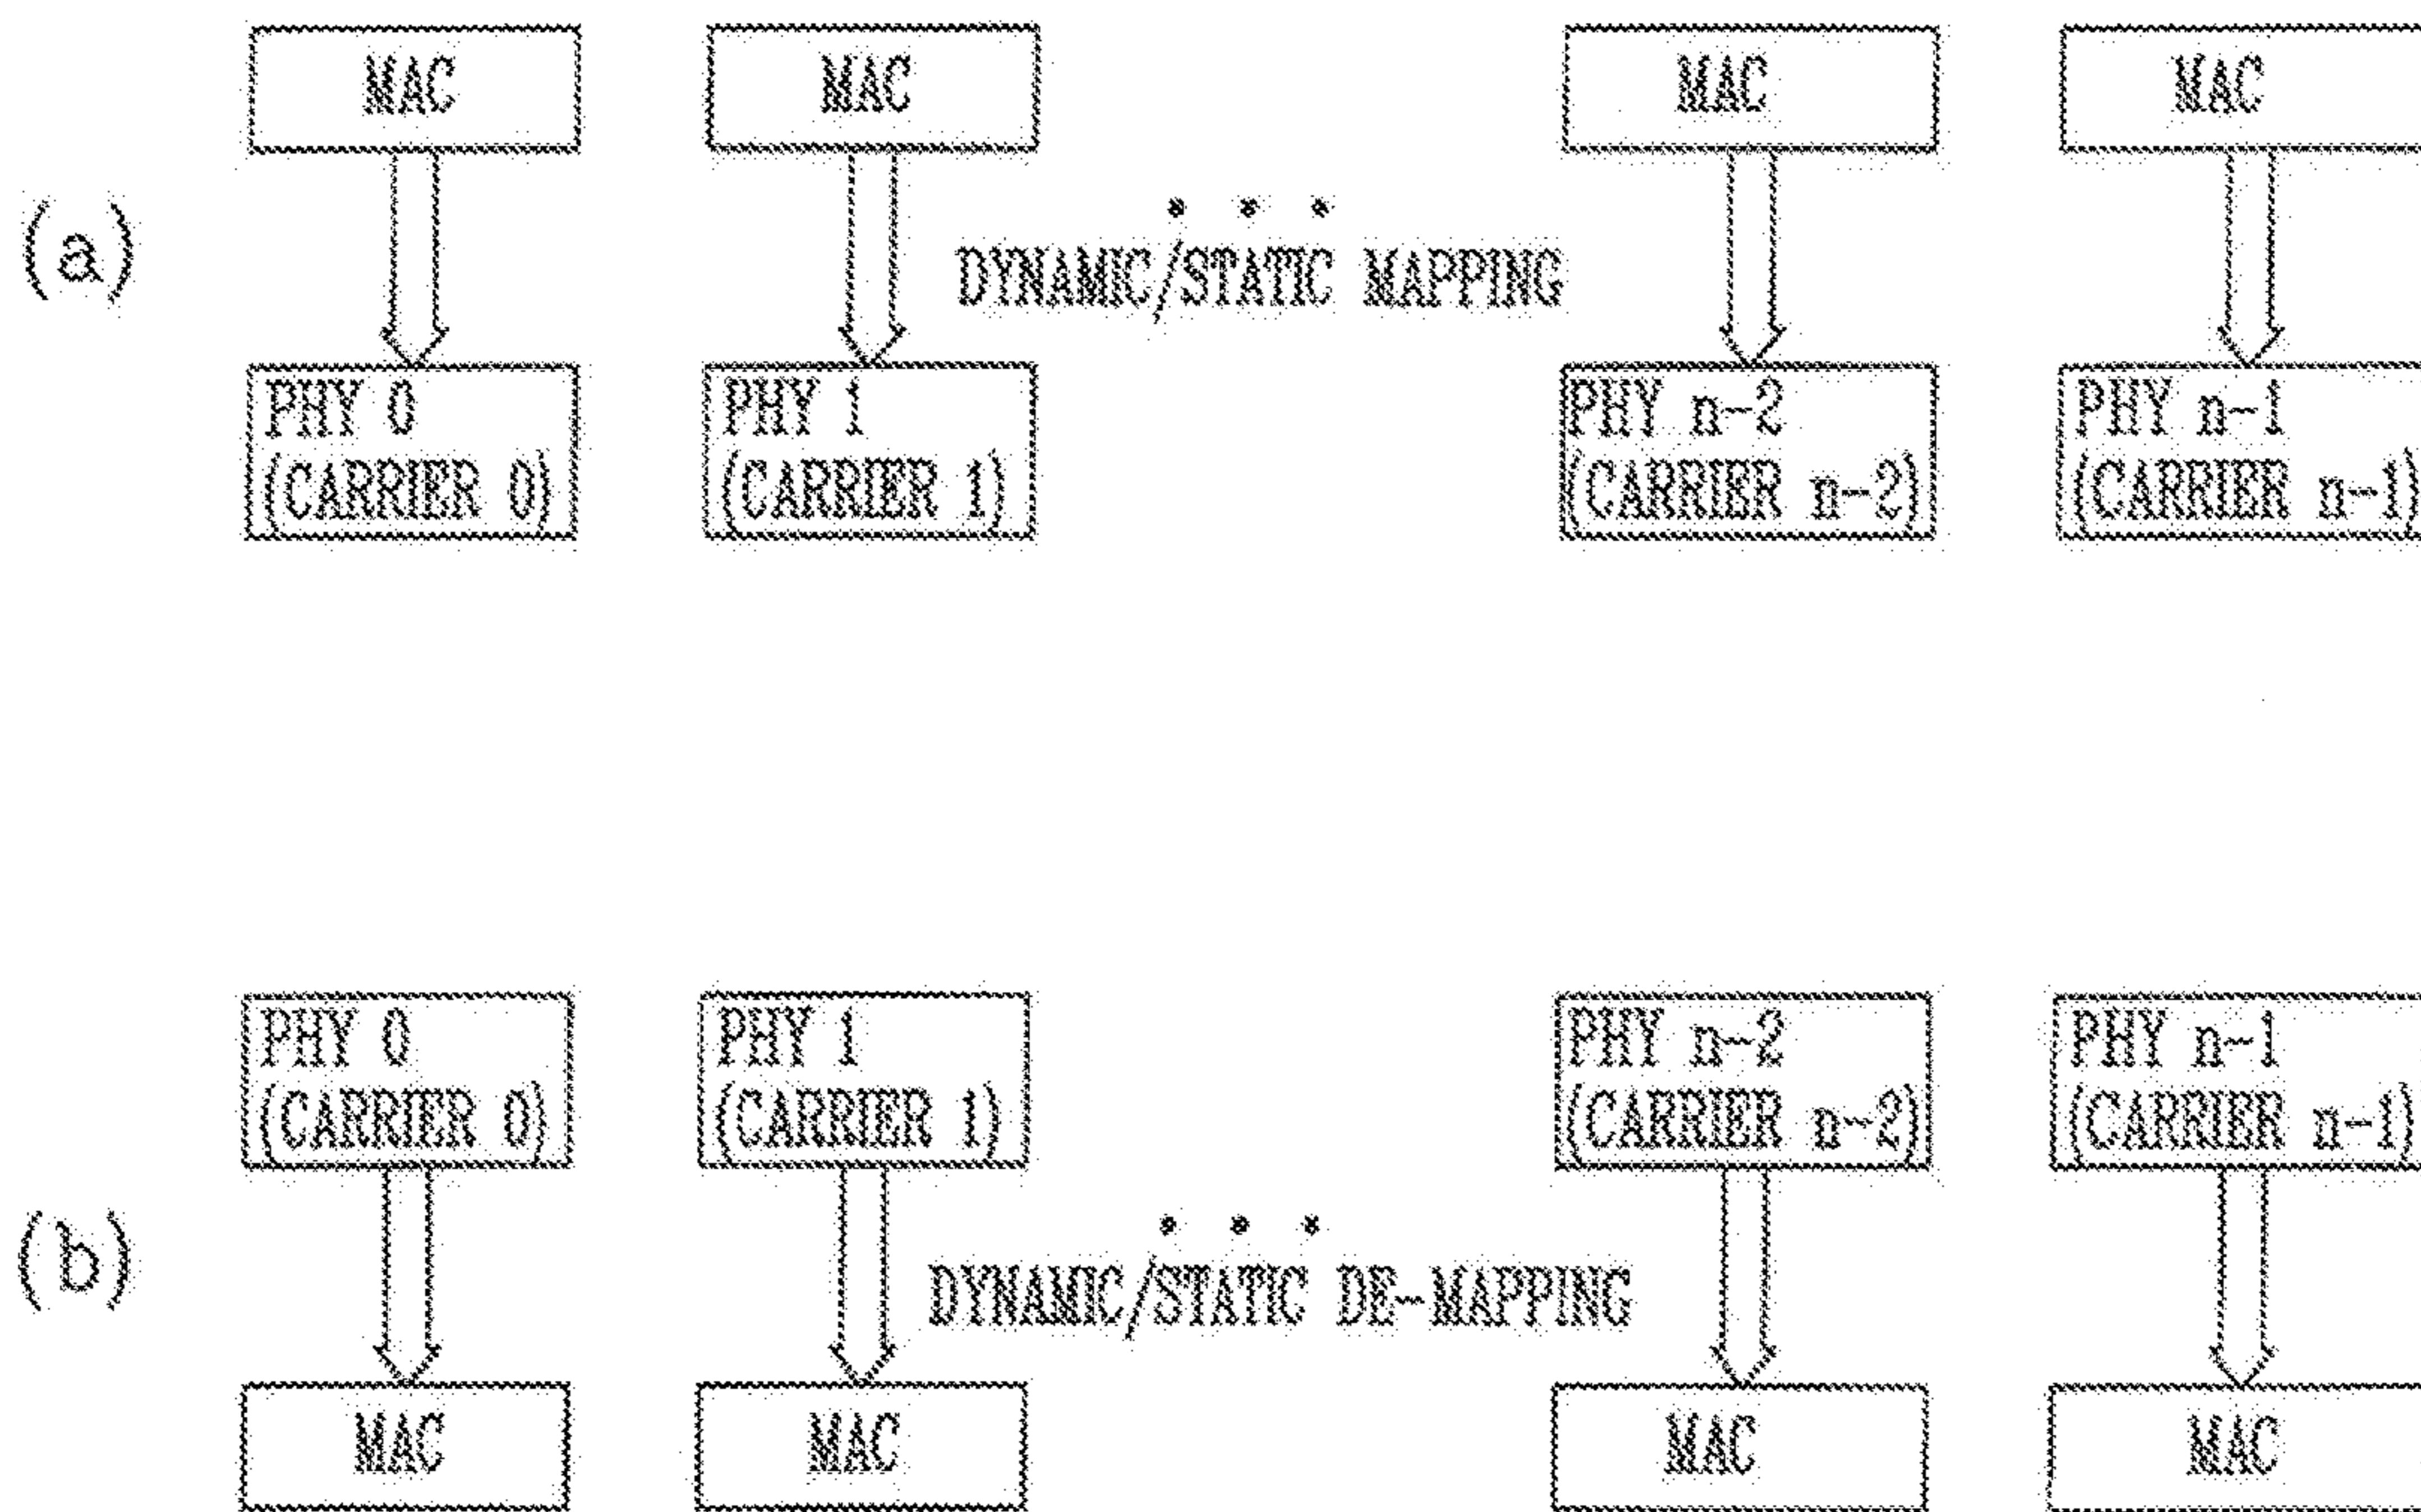 MAC MAC MAC MAC
(a)
• • •
DYNAMIC/STATIC MAPPING
PHY 0 PHY 1 PHY n-2 PHY n-1
(CARRIER 0) (CARRIER 1) (CARRIER n-2) (CARRIER n-1)
PHY 0 PHY 1 PHY n-2 PHY n-1
(CARRIER 0) (CARRIER 1) (CARRIER n-2) (CARRIER n-1)
(b)
• • •
DYNAMIC/STATIC DE-MAPPING
MAC MAC MAC MAC